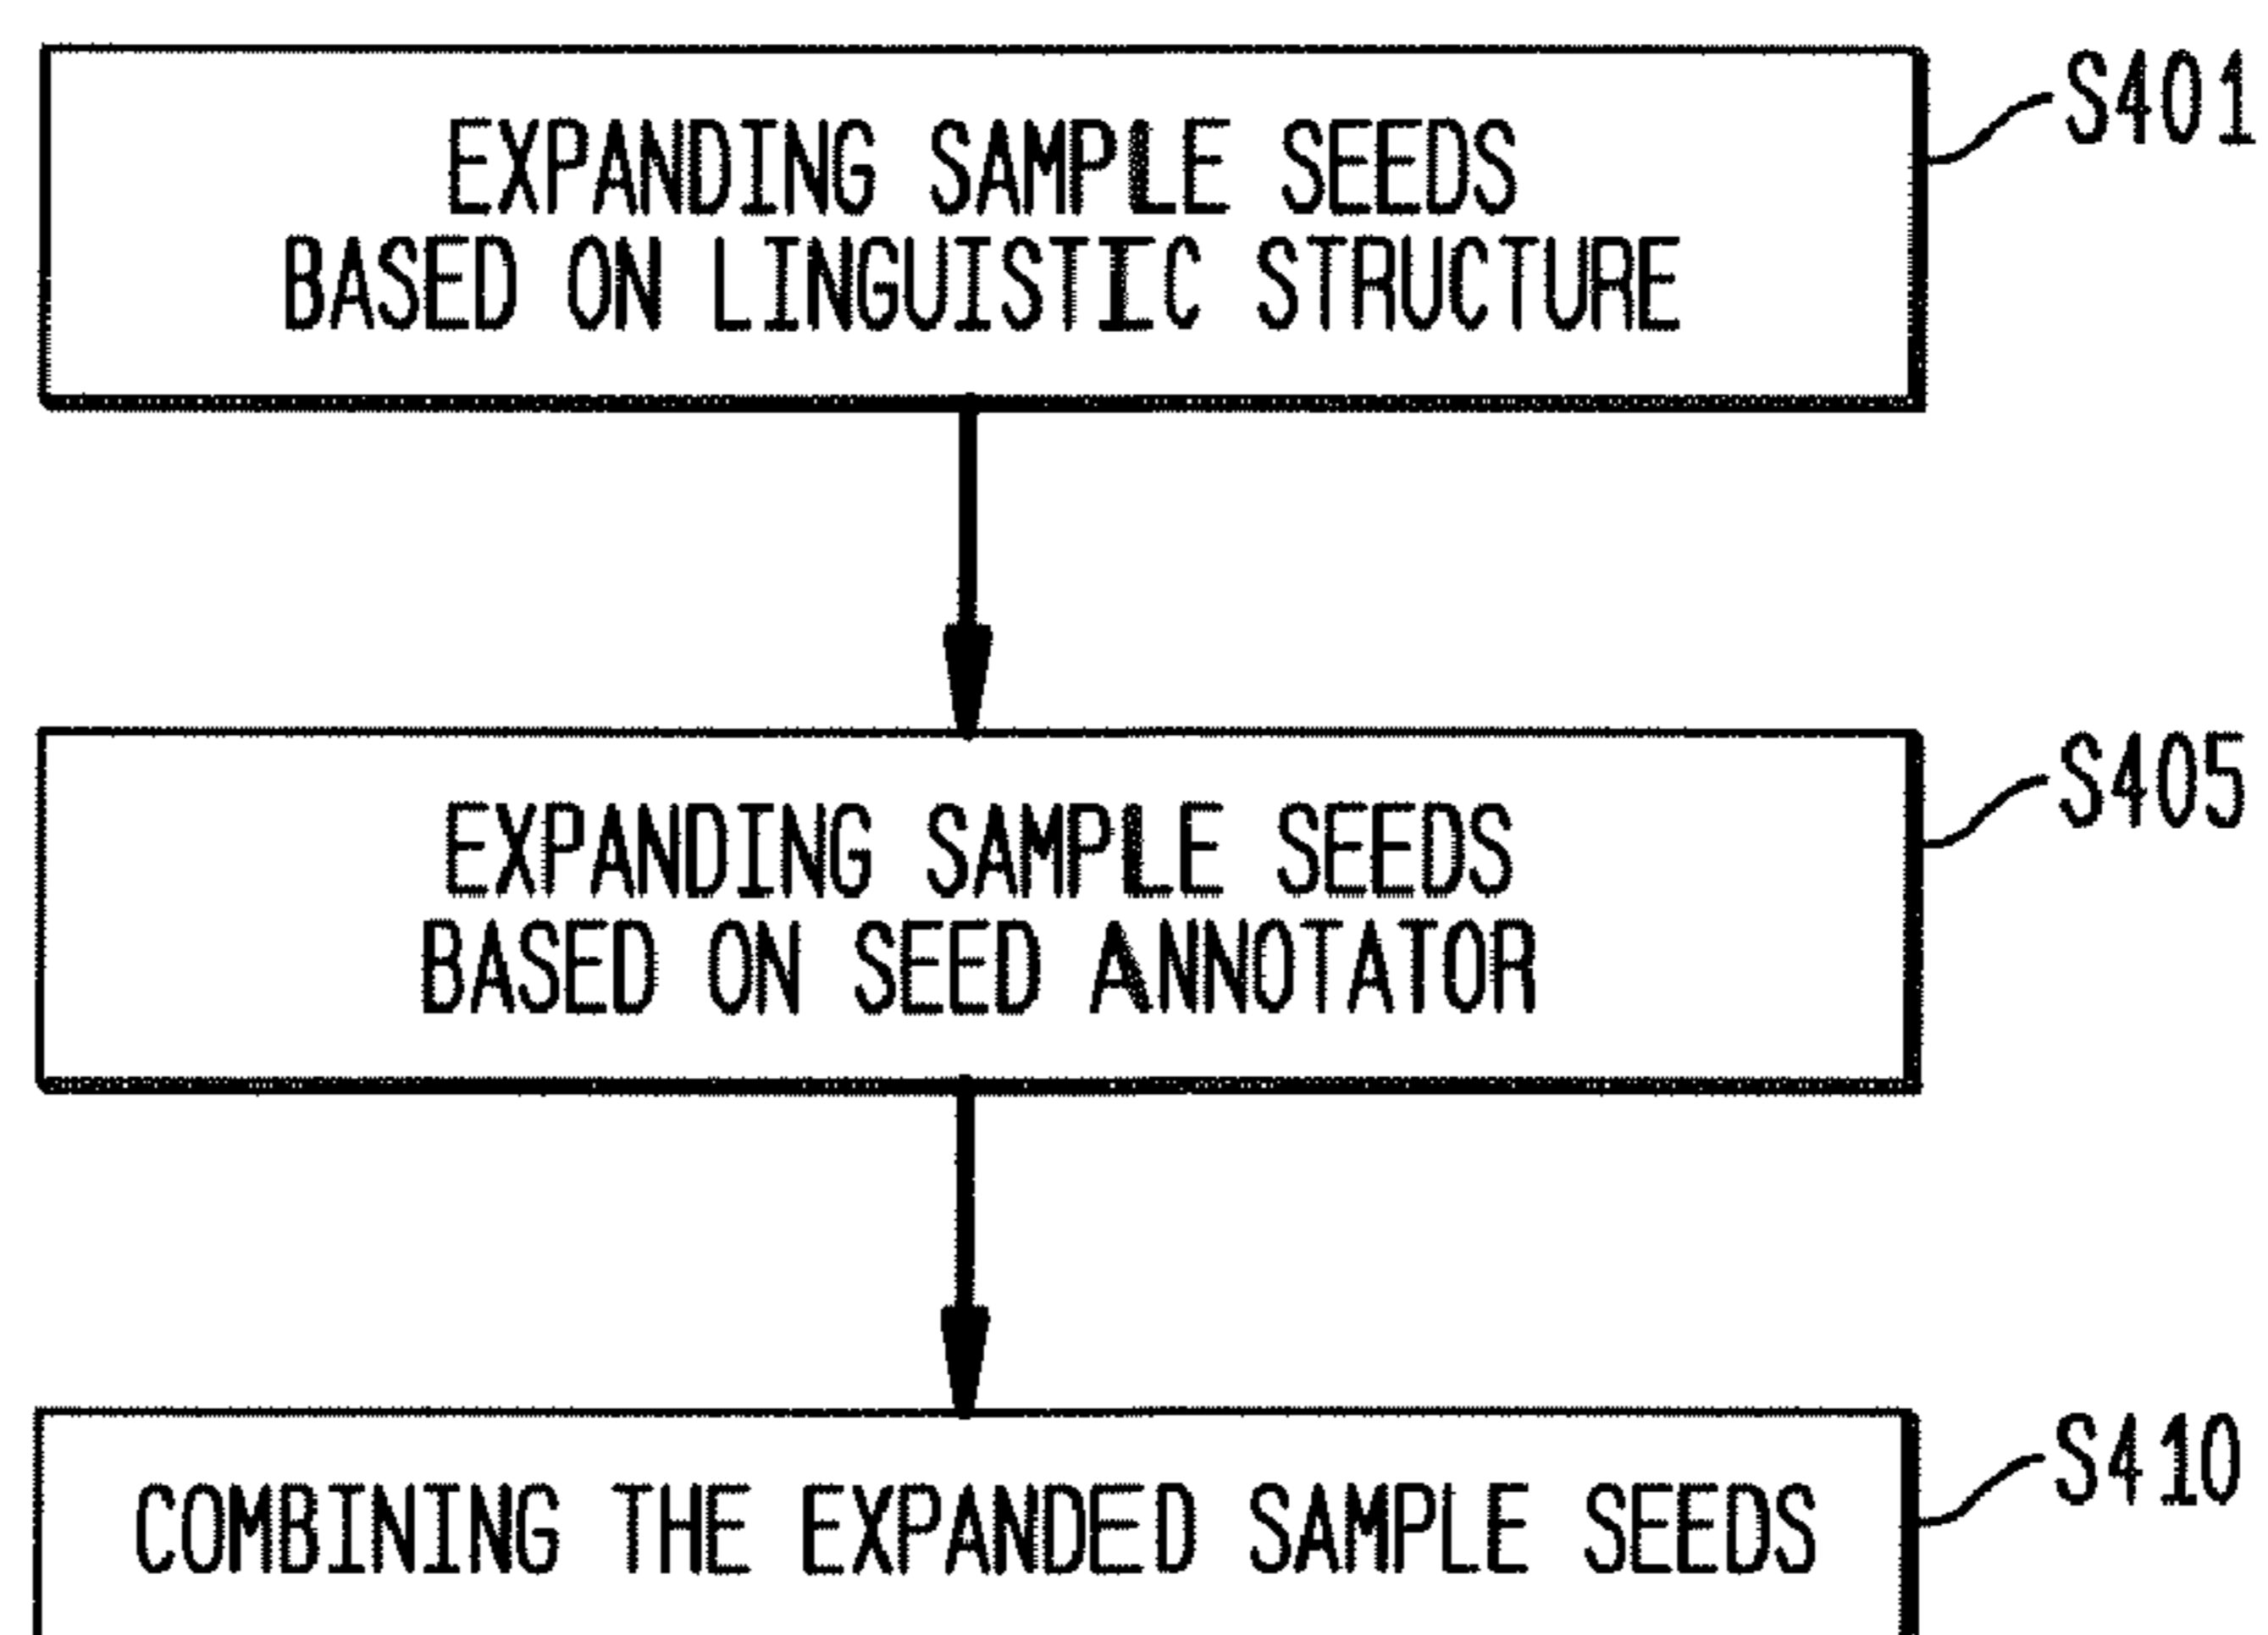 EXPANDING SAMPLE SEEDS
BASED ON LINGUISTIC STRUCTURE
S401
EXPANDING SAMPLE SEEDS
BASED ON SEED ANNOTATOR
S405
COMBINING THE EXPANDED SAMPLE SEEDS
S410